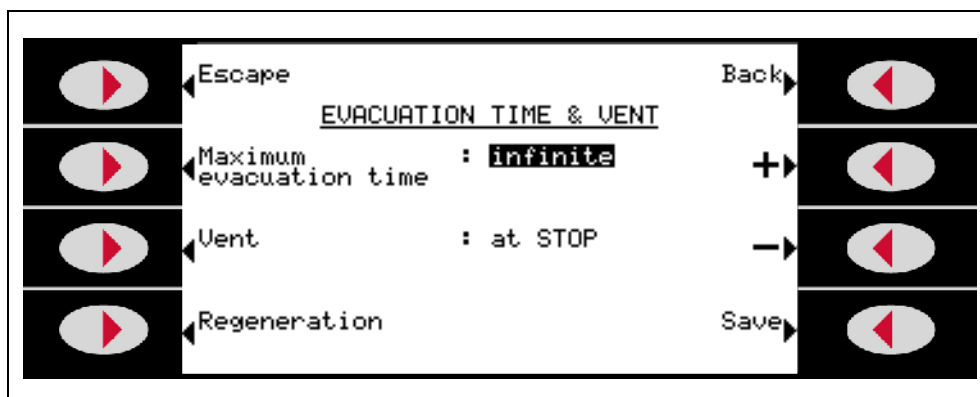 Escape Back
EVACUATION TIME & VENT
Maximum : infinite +
evacuation time
Vent : at STOP −
Regeneration Save